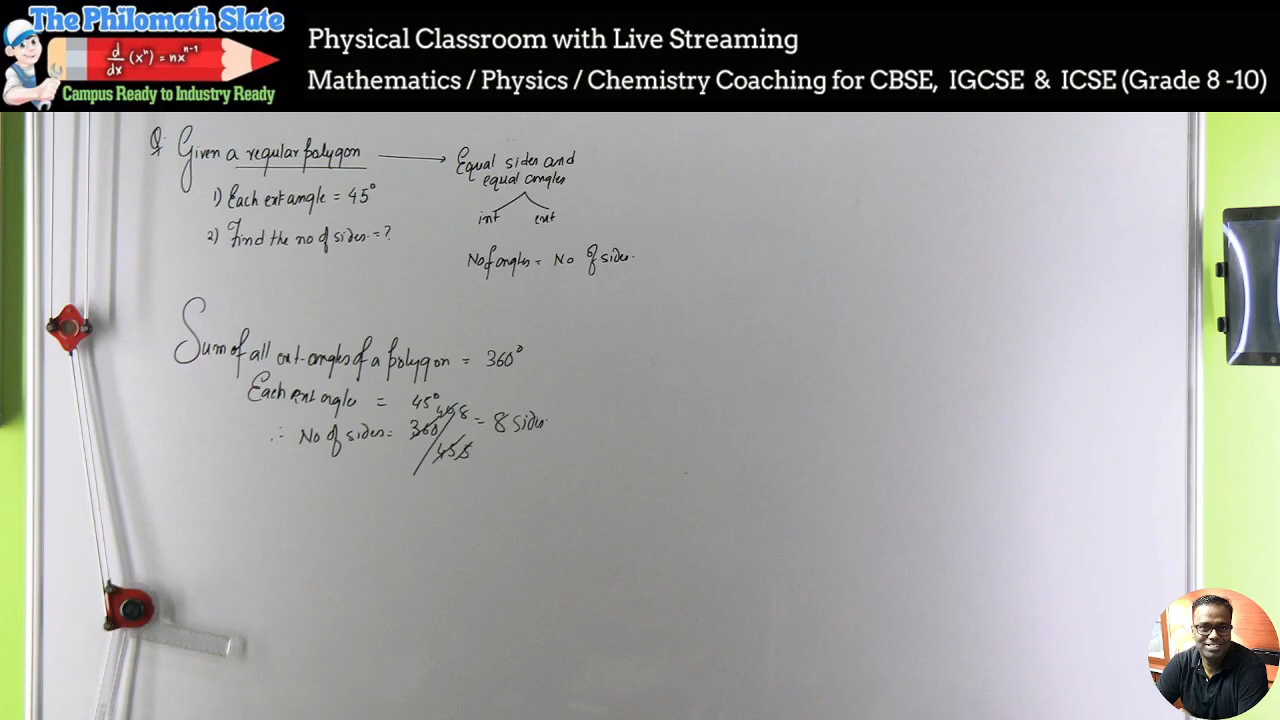 The Philomath Slate
d/dx (xⁿ) = nxⁿ⁻¹
Campus Ready to Industry Ready
Physical Classroom with Live Streaming
Mathematics / Physics / Chemistry Coaching for CBSE, IGCSE & ICSE (Grade 8 -10)
Q. Given a regular polygon → Equal sides and
equal angles
int ext
1) Each ext angle = 45°
2) Find the no of sides = ?
No of angles = No of sides.
Sum of all ext-angles of a polygon = 360°
Each ext angle = 45°
∴ No of sides = 360/45 = 8 sides.